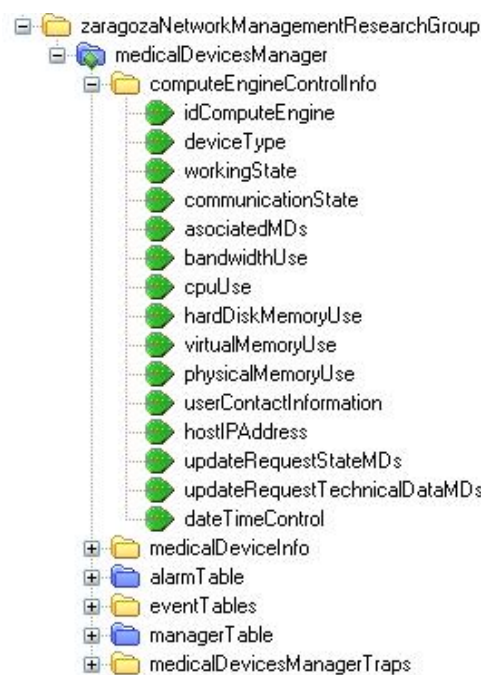 zaragozaNetworkManagementResearchGroup
medicalDevicesManager
computeEngineControlInfo
idComputeEngine
deviceType
workingState
communicationState
asociatedMDs
bandwidthUse
cpuUse
hardDiskMemoryUse
virtualMemoryUse
physicalMemoryUse
userContactInformation
hostIPAddress
updateRequestStateMDs
updateRequestTechnicalDataMDs
dateTimeControl
medicalDeviceInfo
alarmTable
eventTables
managerTable
medicalDevicesManagerTraps